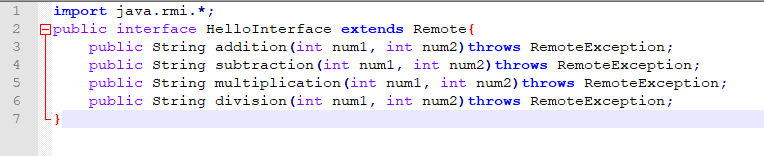 1 import java.rmi.*;
2 public interface HelloInterface extends Remote{
3 public String addition(int num1, int num2)throws RemoteException;
4 public String subtraction(int num1, int num2)throws RemoteException;
5 public String multiplication(int num1, int num2)throws RemoteException;
6 public String division(int num1, int num2)throws RemoteException;
7 }